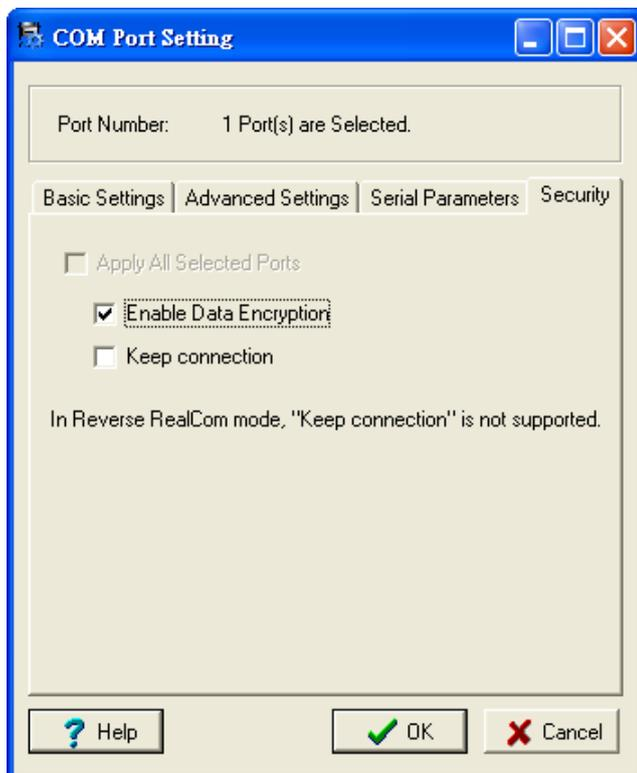 COM Port Setting
Port Number: 1 Port(s) are Selected.
Basic Settings Advanced Settings Serial Parameters Security
Apply All Selected Ports
Enable Data Encryption
Keep connection
In Reverse RealCom mode, "Keep connection" is not supported.
Help OK Cancel